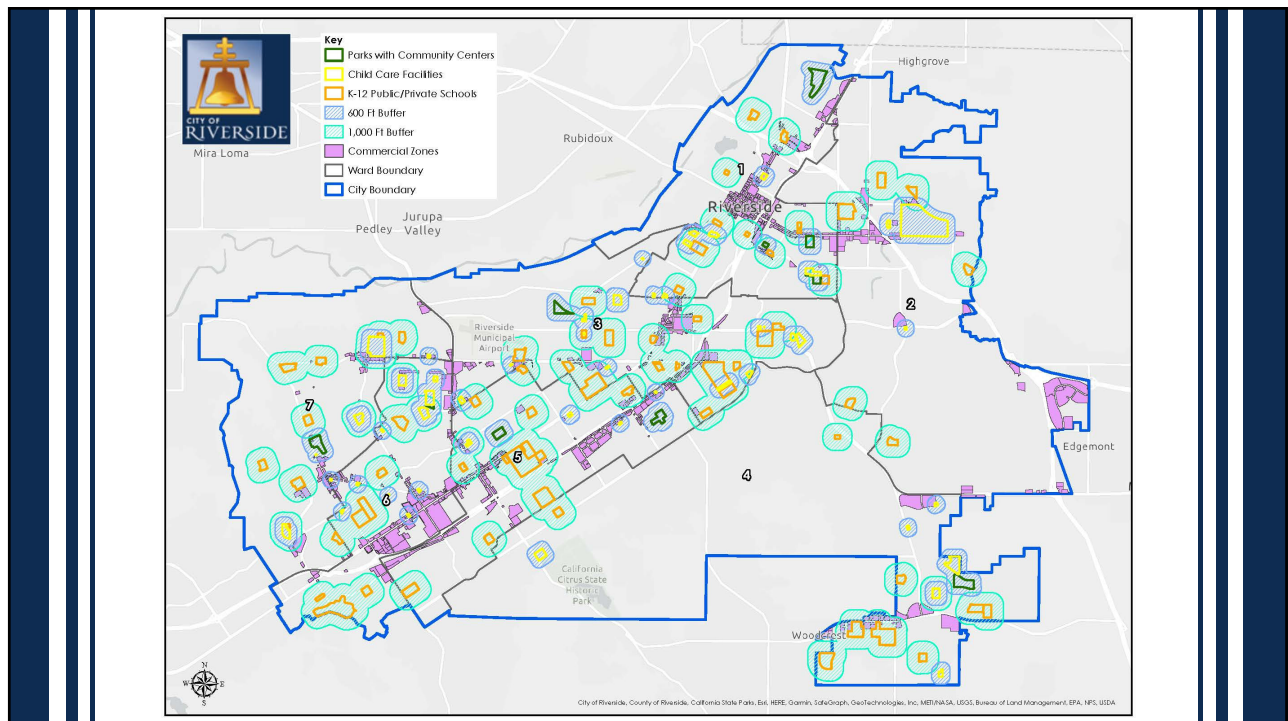 CITY OF
RIVERSIDE
Key
Parks with Community Centers
Child Care Facilities
K-12 Public/Private Schools
600 Ft Buffer
1,000 Ft Buffer
Commercial Zones
Ward Boundary
City Boundary
Highgrove
Rubidoux
Mira Loma
1
Riverside
Jurupa
Valley
Pedley
2
Riverside
Municipal
Airport
3
7
Edgemont
5
4
6
California
Citrus State
Historic
Park
Woodcrest
N
W
E
S
City of Riverside, County of Riverside, California State Parks, Esri, HERE, Garmin, SafeGraph, GeoTechnologies, Inc, METI/NASA, USGS, Bureau of Land Management, EPA, NPS, USDA